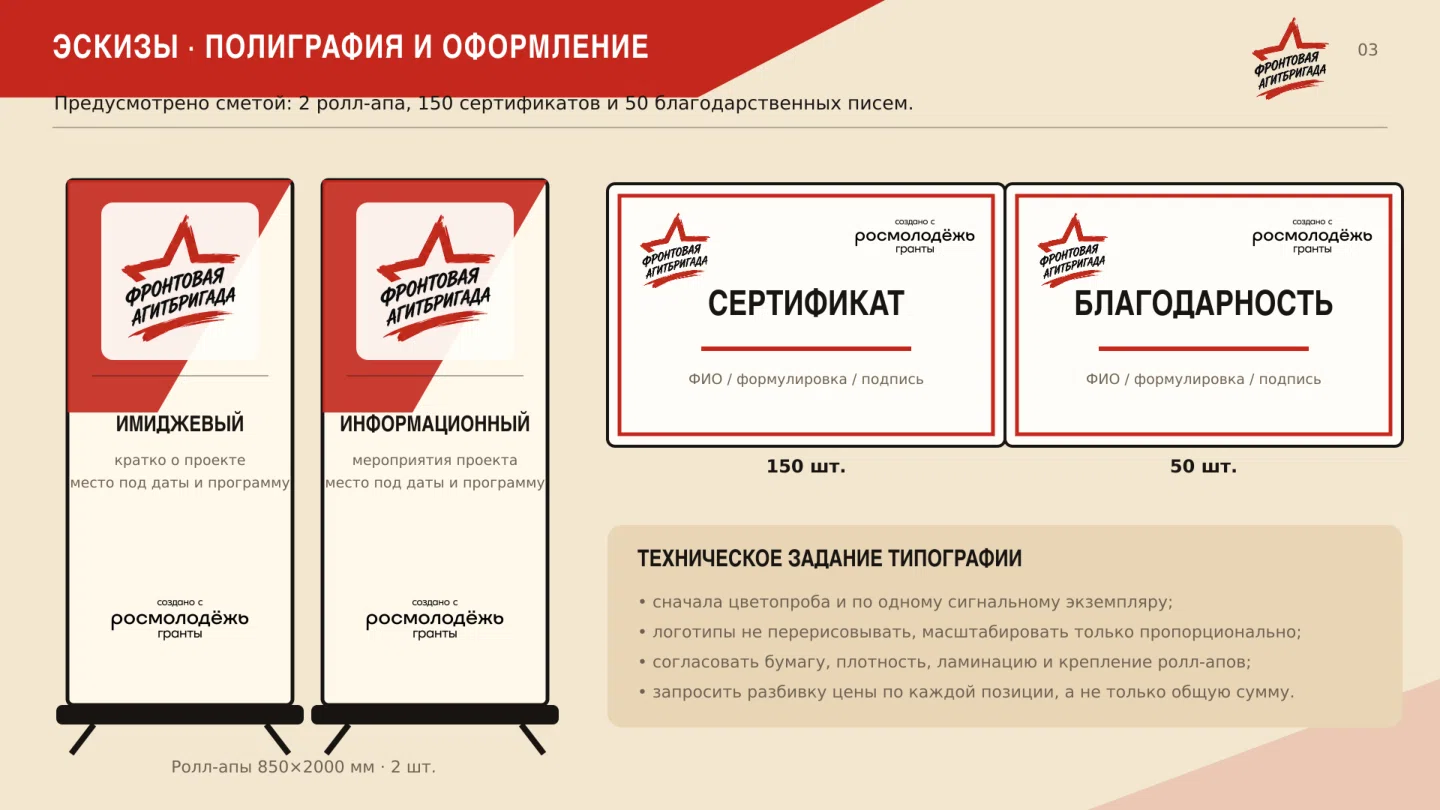 ЭСКИЗЫ · ПОЛИГРАФИЯ И ОФОРМЛЕНИЕ
ФРОНТОВАЯ
АГИТБРИГАДА
03
Предусмотрено сметой: 2 ролл-апа, 150 сертификатов и 50 благодарственных писем.
ФРОНТОВАЯ
АГИТБРИГАДА
ИМИДЖЕВЫЙ
кратко о проекте
место под даты и программу
создано с
росмолодёжь
гранты
ФРОНТОВАЯ
АГИТБРИГАДА
ИНФОРМАЦИОННЫЙ
мероприятия проекта
место под даты и программу
создано с
росмолодёжь
гранты
Ролл-апы 850×2000 мм · 2 шт.
ФРОНТОВАЯ
АГИТБРИГАДА
создано с
росмолодёжь
гранты
СЕРТИФИКАТ
ФИО / формулировка / подпись
150 шт.
ФРОНТОВАЯ
АГИТБРИГАДА
создано с
росмолодёжь
гранты
БЛАГОДАРНОСТЬ
ФИО / формулировка / подпись
50 шт.
ТЕХНИЧЕСКОЕ ЗАДАНИЕ ТИПОГРАФИИ
• сначала цветопроба и по одному сигнальному экземпляру;
• логотипы не перерисовывать, масштабировать только пропорционально;
• согласовать бумагу, плотность, ламинацию и крепление ролл-апов;
• запросить разбивку цены по каждой позиции, а не только общую сумму.